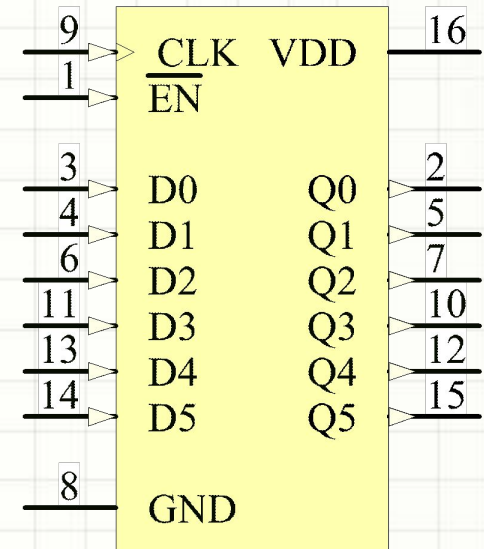 9 CLK VDD 16
1 EN
3 D0 Q0 2
4 D1 Q1 5
6 D2 Q2 7
11 D3 Q3 10
13 D4 Q4 12
14 D5 Q5 15
8 GND